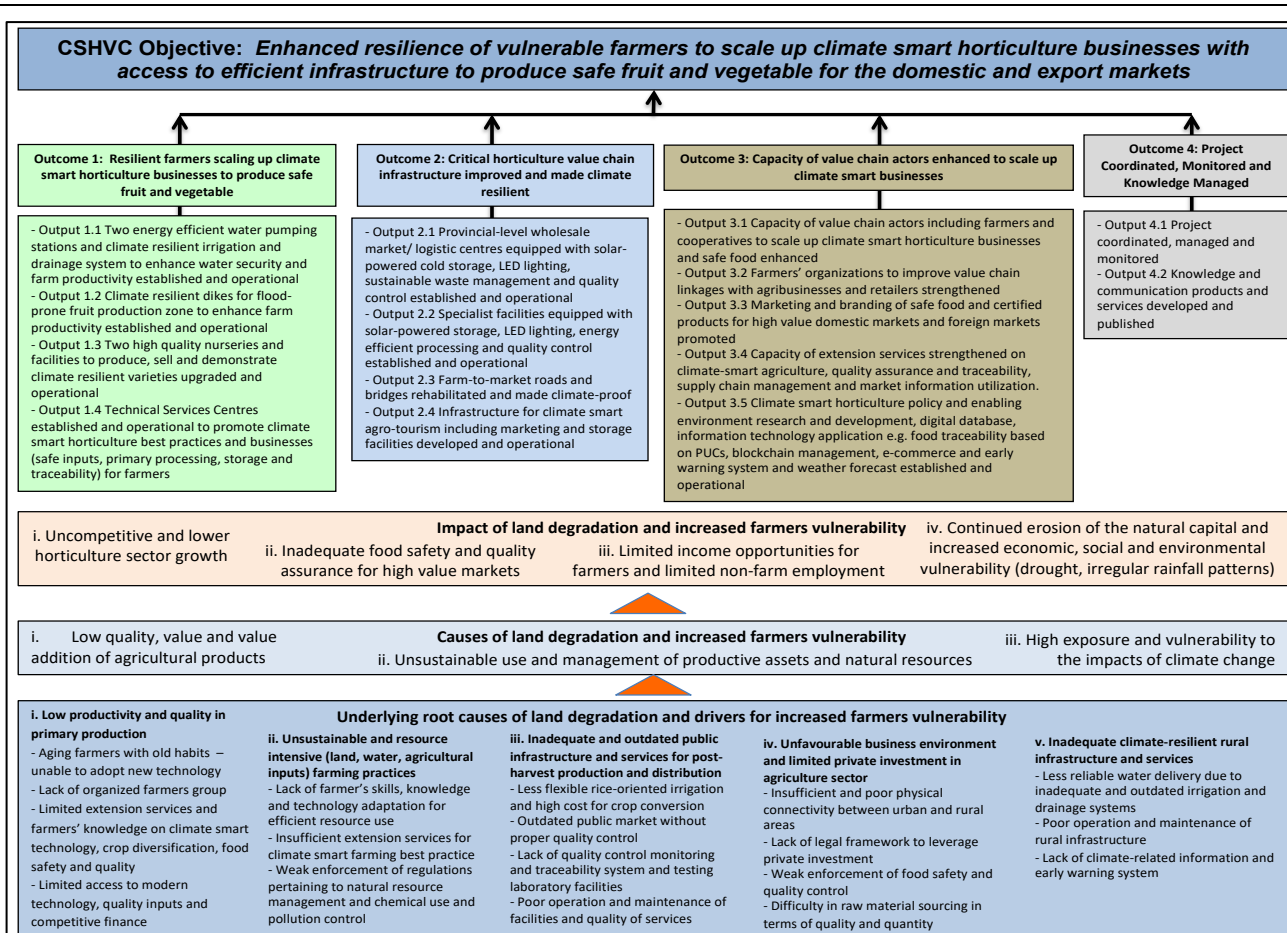 CSHVC Objective: Enhanced resilience of vulnerable farmers to scale up climate smart horticulture businesses with
access to efficient infrastructure to produce safe fruit and vegetable for the domestic and export markets
Outcome 1: Resilient farmers scaling up climate
smart horticulture businesses to produce safe
fruit and vegetable
- Output 1.1 Two energy efficient water pumping
stations and climate resilient irrigation and
drainage system to enhance water security and
farm productivity established and operational
- Output 1.2 Climate resilient dikes for flood-
prone fruit production zone to enhance farm
productivity established and operational
- Output 1.3 Two high quality nurseries and
facilities to produce, sell and demonstrate
climate resilient varieties upgraded and
operational
- Output 1.4 Technical Services Centres
established and operational to promote climate
smart horticulture best practices and businesses
(safe inputs, primary processing, storage and
traceability) for farmers
Outcome 2: Critical horticulture value chain
infrastructure improved and made climate
resilient
- Output 2.1 Provincial-level wholesale
market/ logistic centres equipped with solar-
powered cold storage, LED lighting,
sustainable waste management and quality
control established and operational
- Output 2.2 Specialist facilities equipped with
solar-powered storage, LED lighting, energy
efficient processing and quality control
established and operational
- Output 2.3 Farm-to-market roads and
bridges rehabilitated and made climate-proof
- Output 2.4 Infrastructure for climate smart
agro-tourism including marketing and storage
facilities developed and operational
Outcome 3: Capacity of value chain actors enhanced to scale up
climate smart businesses
- Output 3.1 Capacity of value chain actors including farmers and
cooperatives to scale up climate smart horticulture businesses
and safe food enhanced
- Output 3.2 Farmers' organizations to improve value chain
linkages with agribusinesses and retailers strengthened
- Output 3.3 Marketing and branding of safe food and certified
products for high value domestic markets and foreign markets
promoted
- Output 3.4 Capacity of extension services strengthened on
climate-smart agriculture, quality assurance and traceability,
supply chain management and market information utilization.
- Output 3.5 Climate smart horticulture policy and enabling
environment research and development, digital database,
information technology application e.g. food traceability based
on PUCs, blockchain management, e-commerce and early
warning system and weather forecast established and
operational
Outcome 4: Project
Coordinated, Monitored and
Knowledge Managed
- Output 4.1 Project
coordinated, managed and
monitored
- Output 4.2 Knowledge and
communication products and
services developed and
published
Impact of land degradation and increased farmers vulnerability
i. Uncompetitive and lower
horticulture sector growth
ii. Inadequate food safety and quality
assurance for high value markets
iii. Limited income opportunities for
farmers and limited non-farm employment
iv. Continued erosion of the natural capital and
increased economic, social and environmental
vulnerability (drought, irregular rainfall patterns)
Causes of land degradation and increased farmers vulnerability
i. Low quality, value and value
addition of agricultural products
ii. Unsustainable use and management of productive assets and natural resources
iii. High exposure and vulnerability to
the impacts of climate change
Underlying root causes of land degradation and drivers for increased farmers vulnerability
i. Low productivity and quality in
primary production
- Aging farmers with old habits –
unable to adopt new technology
- Lack of organized farmers group
- Limited extension services and
farmers' knowledge on climate smart
technology, crop diversification, food
safety and quality
- Limited access to modern
technology, quality inputs and
competitive finance
ii. Unsustainable and resource
intensive (land, water, agricultural
inputs) farming practices
- Lack of farmer's skills, knowledge
and technology adaptation for
efficient resource use
- Insufficient extension services for
climate smart farming best practice
- Weak enforcement of regulations
pertaining to natural resource
management and chemical use and
pollution control
iii. Inadequate and outdated public
infrastructure and services for post-
harvest production and distribution
- Less flexible rice-oriented irrigation
and high cost for crop conversion
- Outdated public market without
proper quality control
- Lack of quality control monitoring
and traceability system and testing
laboratory facilities
- Poor operation and maintenance of
facilities and quality of services
iv. Unfavourable business environment
and limited private investment in
agriculture sector
- Insufficient and poor physical
connectivity between urban and rural
areas
- Lack of legal framework to leverage
private investment
- Weak enforcement of food safety and
quality control
- Difficulty in raw material sourcing in
terms of quality and quantity
v. Inadequate climate-resilient rural
infrastructure and services
- Less reliable water delivery due to
inadequate and outdated irrigation and
drainage systems
- Poor operation and maintenance of
rural infrastructure
- Lack of climate-related information and
early warning system